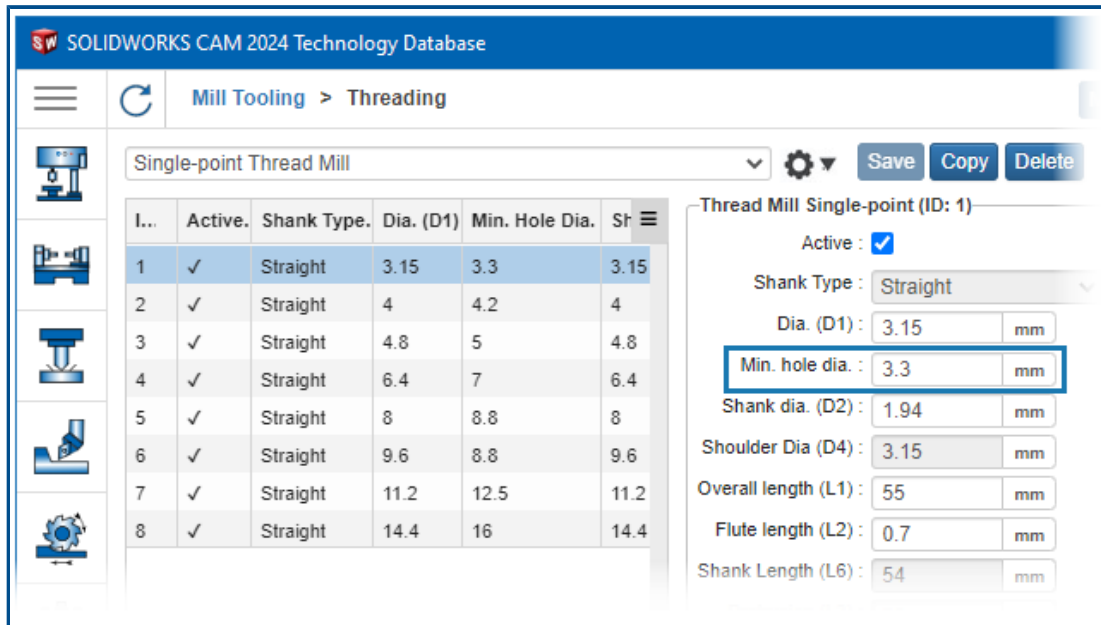 SW SOLIDWORKS CAM 2024 Technology Database
Mill Tooling > Threading
Single-point Thread Mill Save Copy Delete
I... Active. Shank Type. Dia. (D1) Min. Hole Dia. Sh
1 ✓ Straight 3.15 3.3 3.15
2 ✓ Straight 4 4.2 4
3 ✓ Straight 4.8 5 4.8
4 ✓ Straight 6.4 7 6.4
5 ✓ Straight 8 8.8 8
6 ✓ Straight 9.6 8.8 9.6
7 ✓ Straight 11.2 12.5 11.2
8 ✓ Straight 14.4 16 14.4
Thread Mill Single-point (ID: 1)
Active :
Shank Type : Straight
Dia. (D1) : 3.15 mm
Min. hole dia. : 3.3 mm
Shank dia. (D2) : 1.94 mm
Shoulder Dia (D4) : 3.15 mm
Overall length (L1) : 55 mm
Flute length (L2) : 0.7 mm
Shank Length (L6) : 54 mm